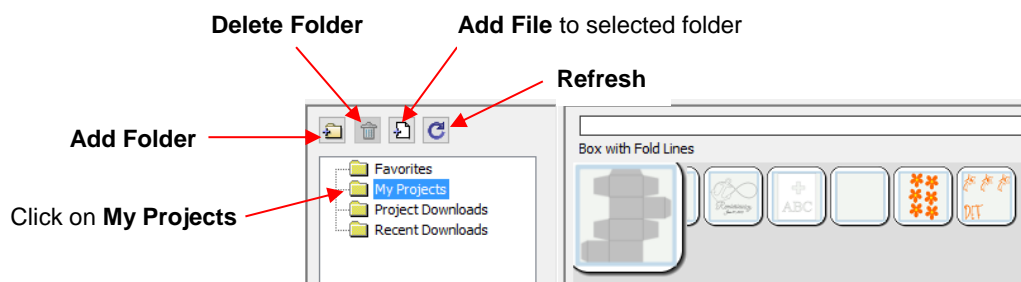 Delete Folder
Add File to selected folder
Refresh
Add Folder
Box with Fold Lines
Favorites
My Projects
Click on My Projects
Project Downloads
Recent Downloads
ABC